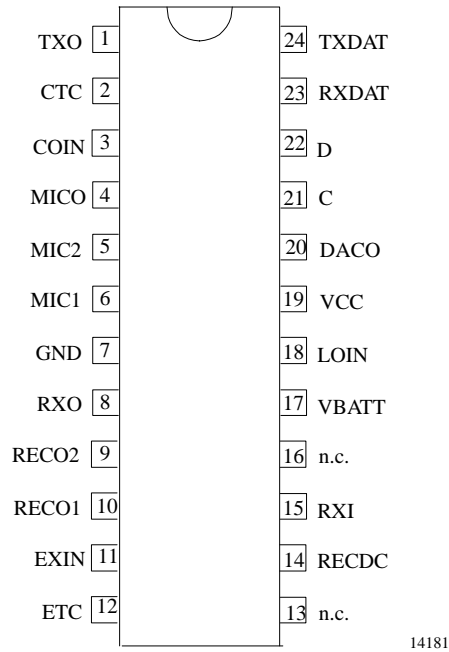 TXO 1 24 TXDAT
CTC 2 23 RXDAT
COIN 3 22 D
MICO 4 21 C
MIC2 5 20 DACO
MIC1 6 19 VCC
GND 7 18 LOIN
RXO 8 17 VBATT
RECO2 9 16 n.c.
RECO1 10 15 RXI
EXIN 11 14 RECDC
ETC 12 13 n.c.
14181